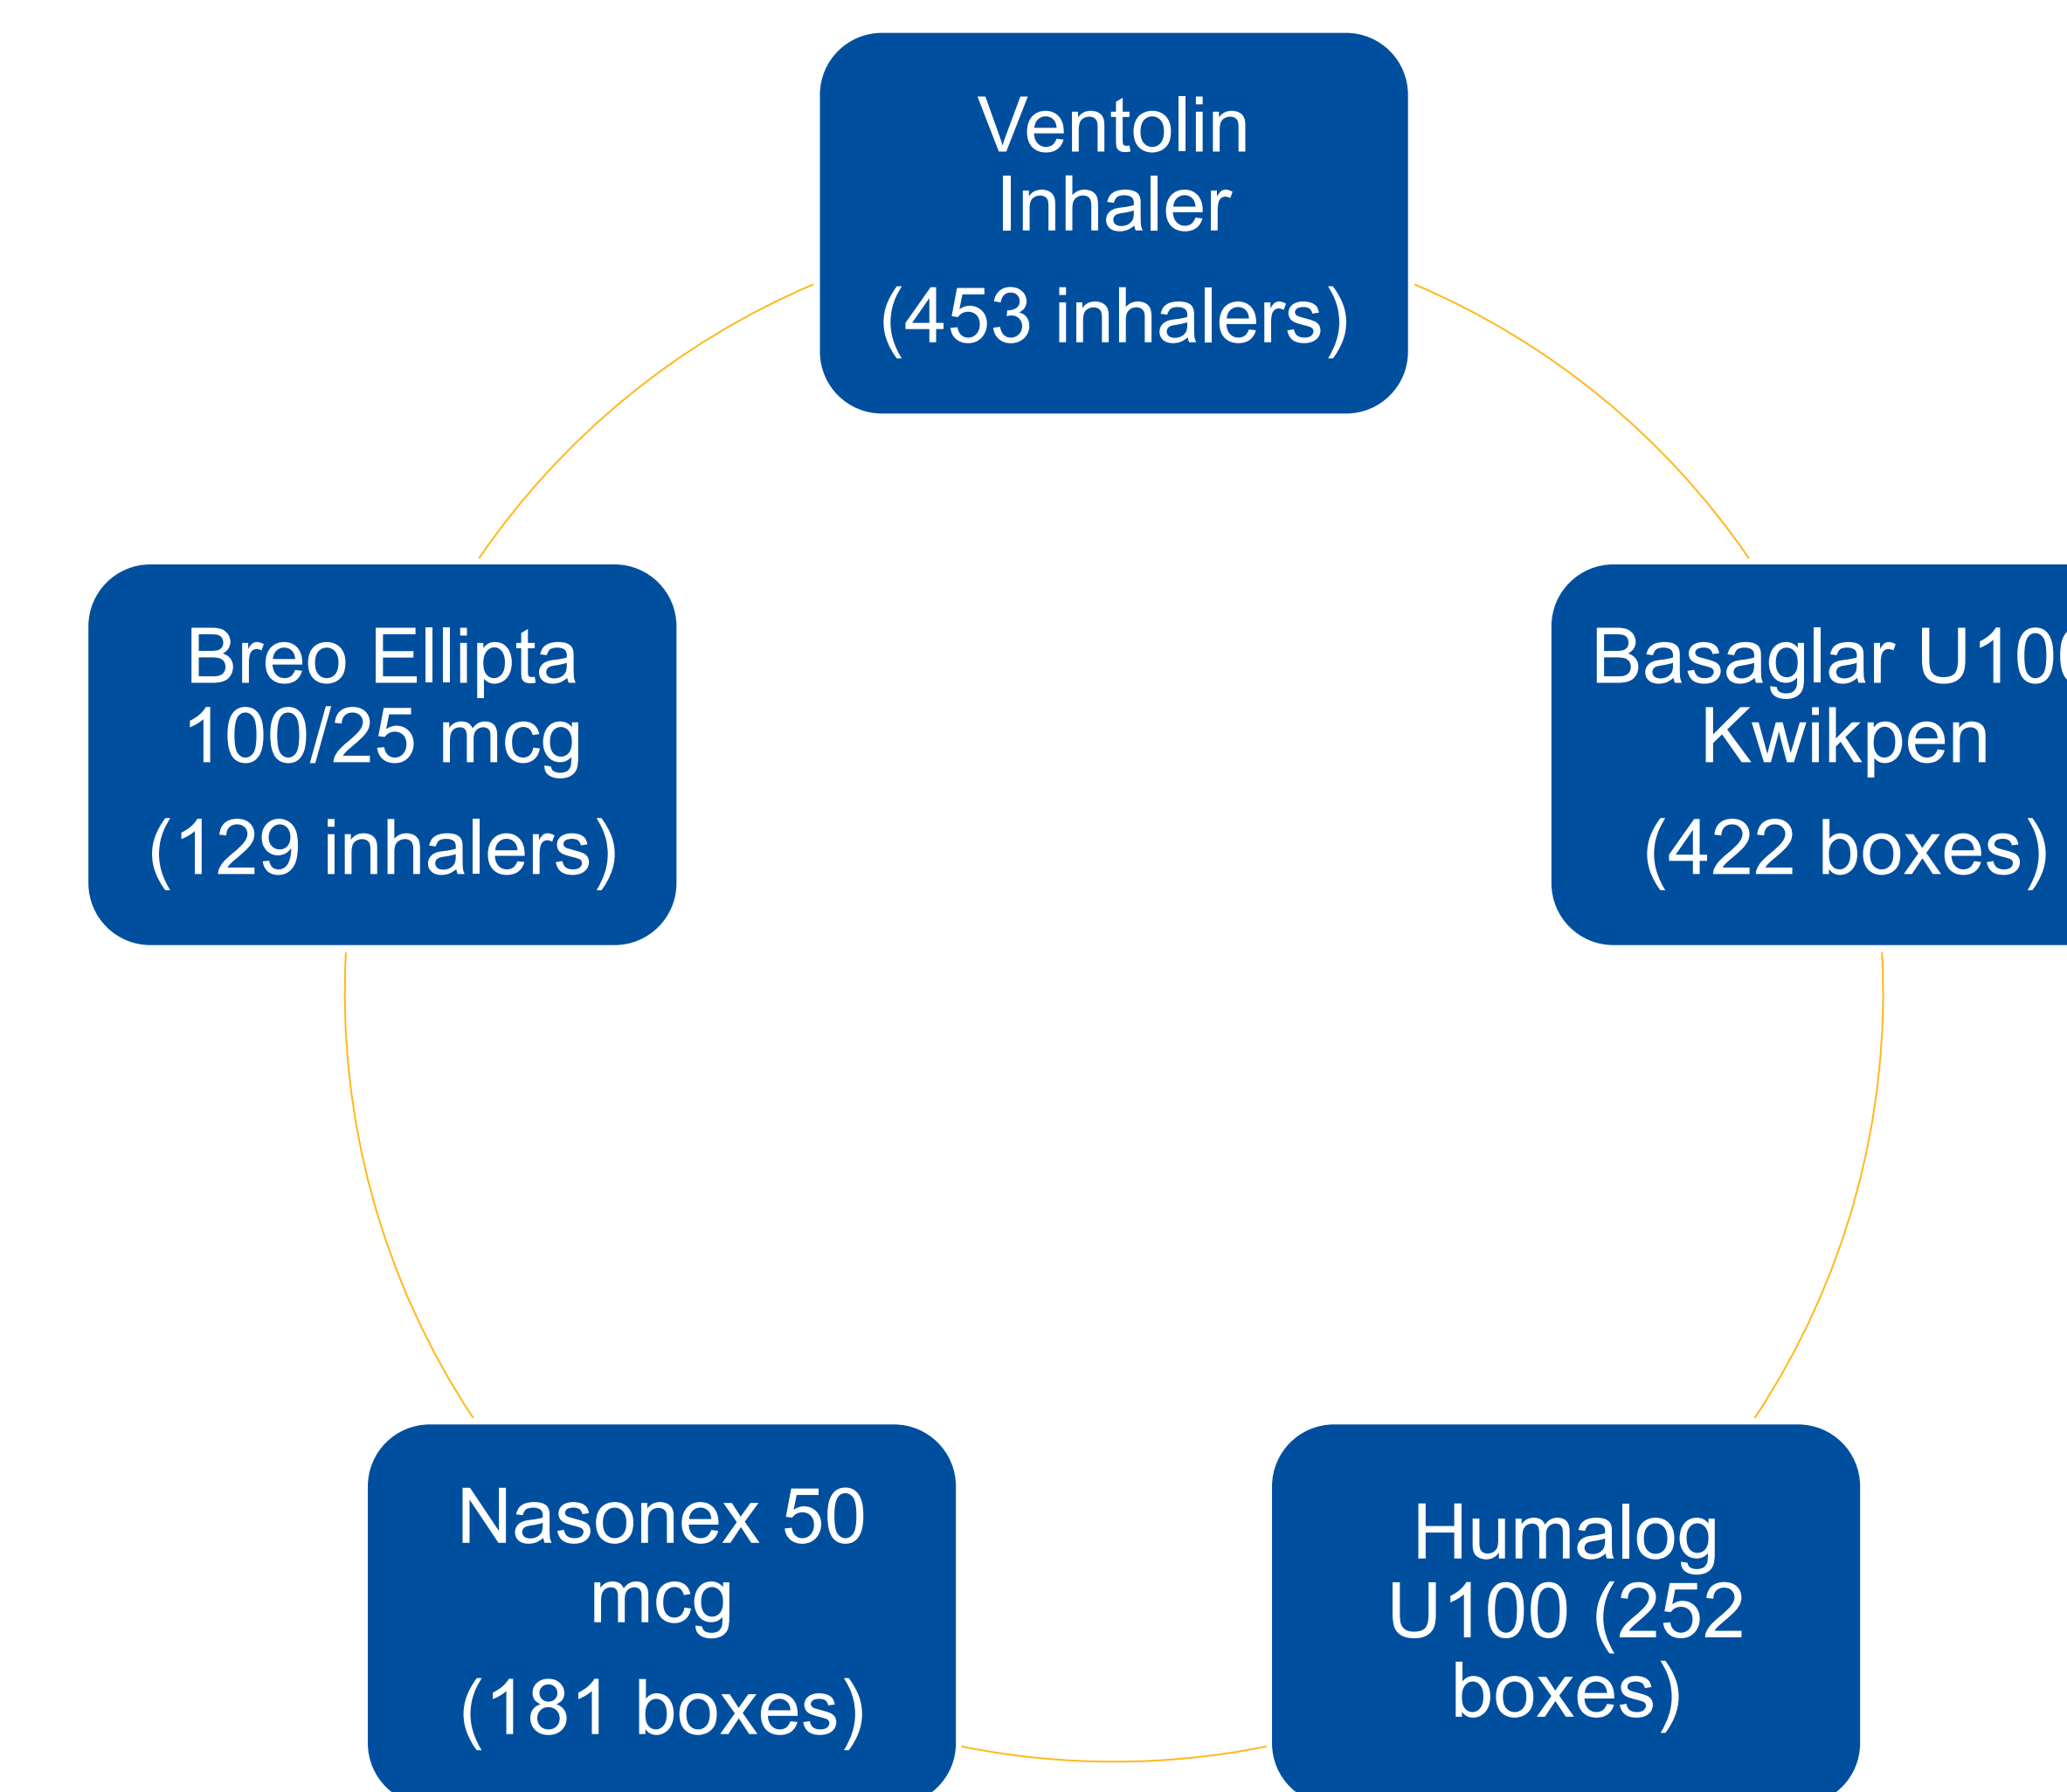 Ventolin
Inhaler
(453 inhalers)
Breo Ellipta
100/25 mcg
(129 inhalers)
Basaglar U100
Kwikpen
(422 boxes)
Nasonex 50
mcg
(181 boxes)
Humalog
U100 (252
boxes)